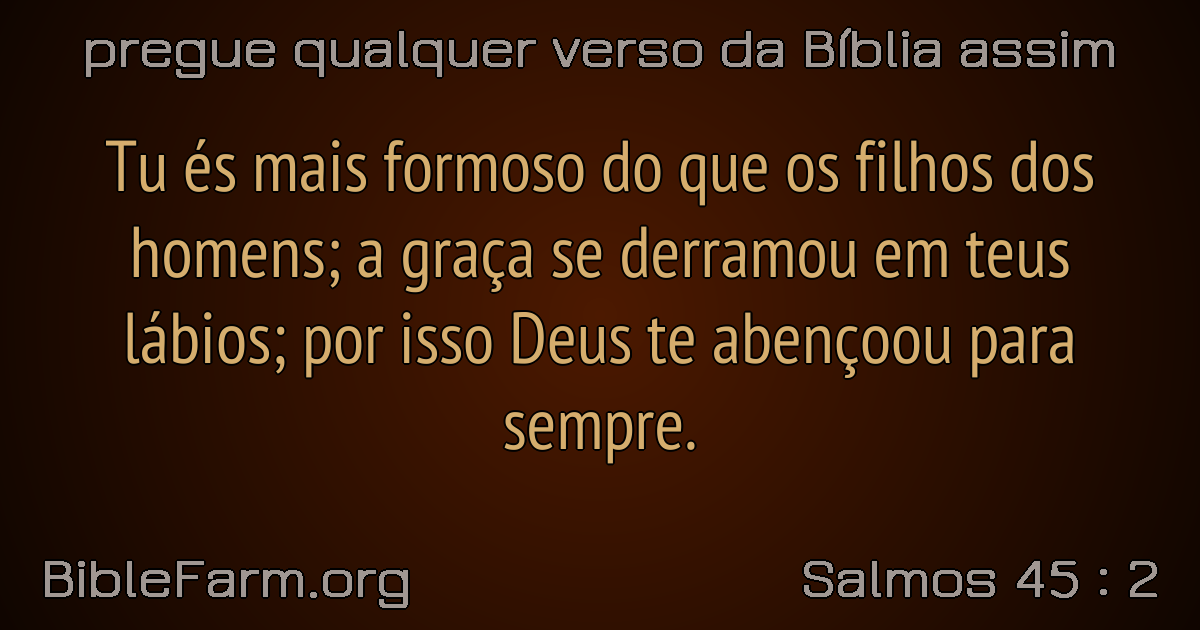 pregue qualquer verso da Bíblia assim
Tu és mais formoso do que os filhos dos
homens; a graça se derramou em teus
lábios; por isso Deus te abençoou para
sempre.
BibleFarm.org
Salmos 45 : 2